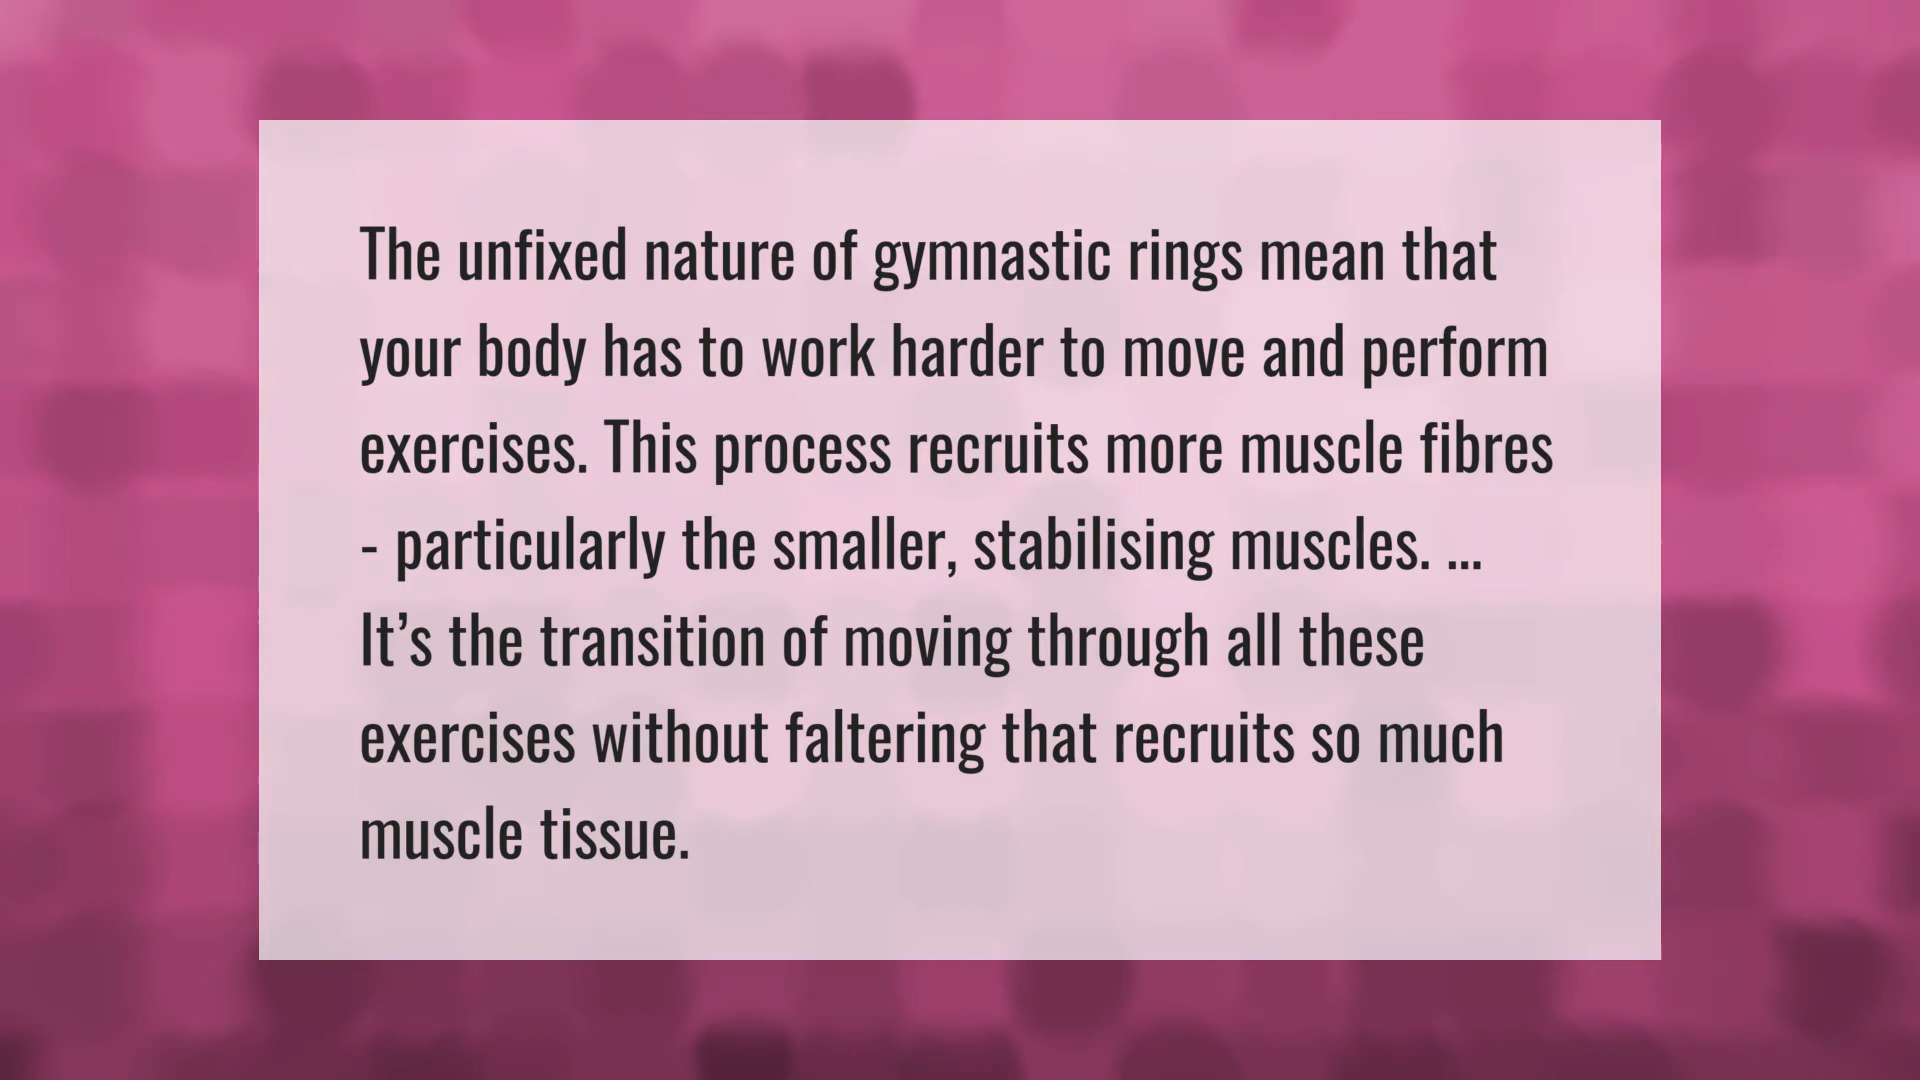 The unfixed nature of gymnastic rings mean that
your body has to work harder to move and perform
exercises. This process recruits more muscle fibres
- particularly the smaller, stabilising muscles. ...
It’s the transition of moving through all these
exercises without faltering that recruits so much
muscle tissue.